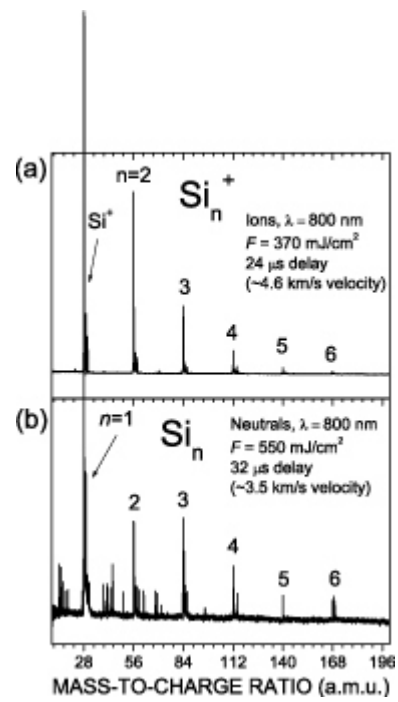 (a)
n=2
Si⁺
Siₙ⁺
Ions, λ = 800 nm
F = 370 mJ/cm²
24 μs delay
(~4.6 km/s velocity)
3
4
5
6
(b)
n=1
Siₙ
Neutrals, λ = 800 nm
F = 550 mJ/cm²
32 μs delay
(~3.5 km/s velocity)
2
3
4
5
6
28 56 84 112 140 168 196
MASS-TO-CHARGE RATIO (a.m.u.)